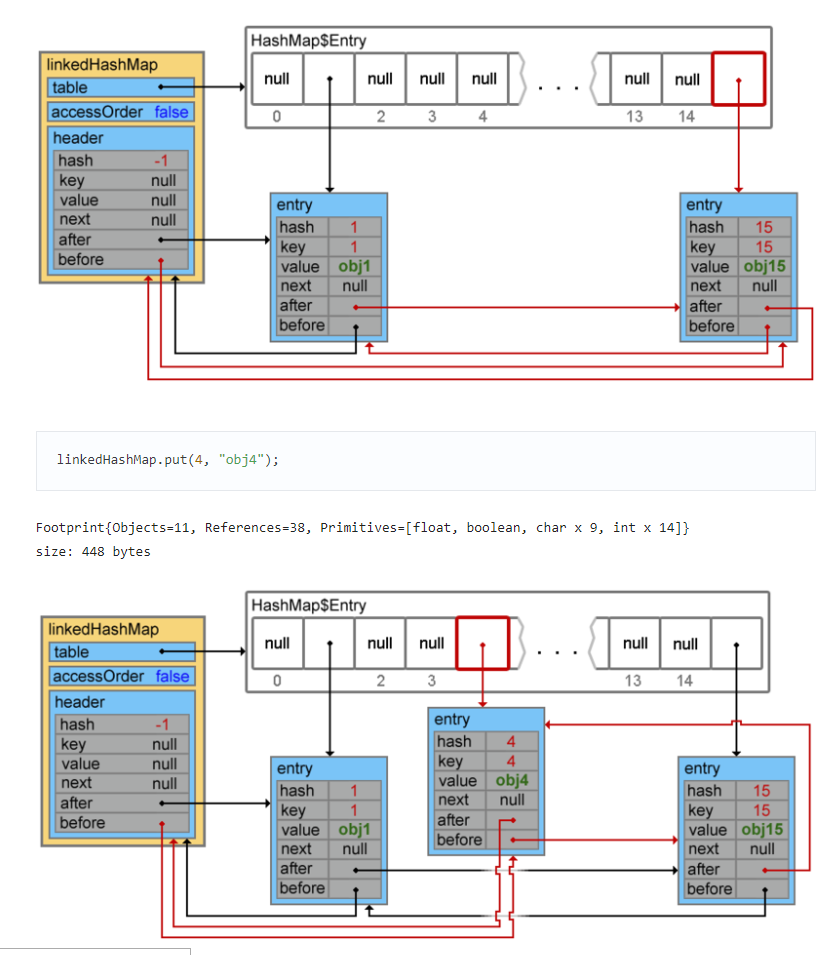 HashMap$Entry
linkedHashMap
null null null null . . . null null
table
accessOrder false
0 2 3 4 13 14
header
hash -1
key null
value null
next null
after
before
entry
hash 1
key 1
value obj1
next null
after
before
entry
hash 15
key 15
value obj15
next null
after
before
linkedHashMap.put(4, "obj4");
Footprint{Objects=11, References=38, Primitives=[float, boolean, char x 9, int x 14]}
size: 448 bytes
HashMap$Entry
linkedHashMap
null null null . . . null null
table
accessOrder false
0 2 3 13 14
header
hash -1
key null
value null
next null
after
before
entry
hash 4
key 4
value obj4
next null
after
before
entry
hash 1
key 1
value obj1
next null
after
before
entry
hash 15
key 15
value obj15
next null
after
before